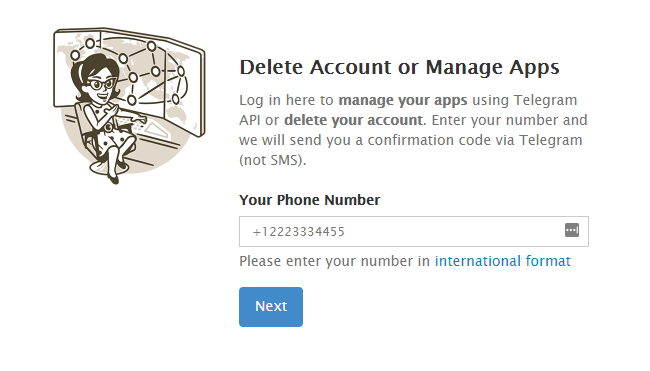 Delete Account or Manage Apps
Log in here to manage your apps using Telegram
API or delete your account. Enter your number and
we will send you a confirmation code via Telegram
(not SMS).
Your Phone Number
+12223334455
Please enter your number in international format
Next